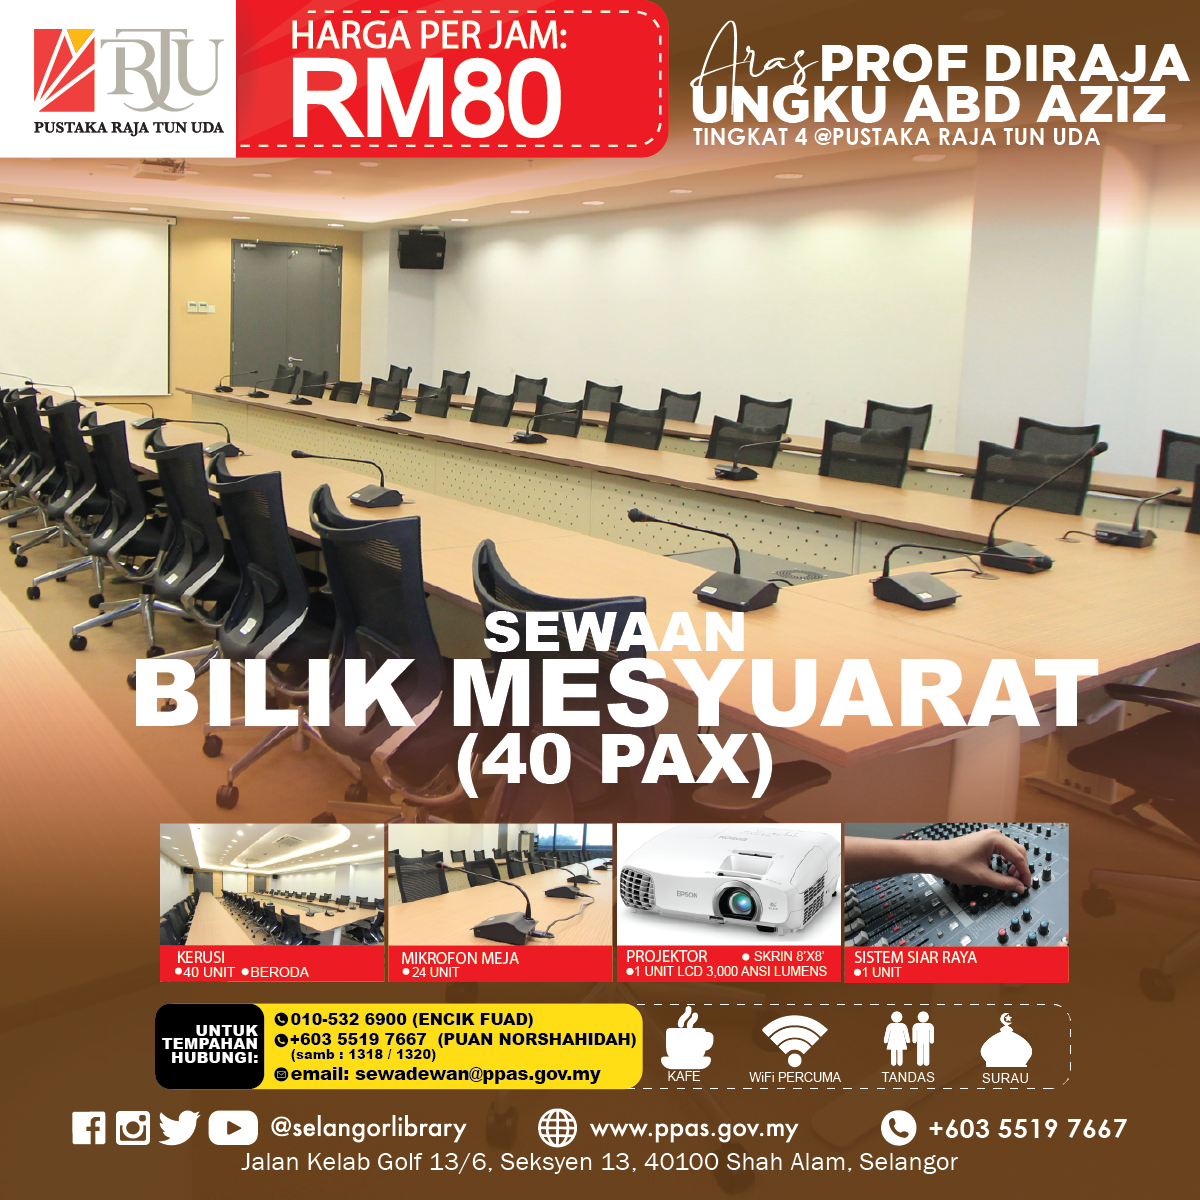 RTU
PUSTAKA RAJA TUN UDA
HARGA PER JAM:
RM80
Aras PROF DIRAJA
UNGKU ABD AZIZ
TINGKAT 4 @PUSTAKA RAJA TUN UDA
SEWAAN
BILIK MESYUARAT
(40 PAX)
EPSON
KERUSI
•40 UNIT •BERODA
MIKROFON MEJA
•24 UNIT
PROJEKTOR •SKRIN 8'X8'
•1 UNIT LCD 3,000 ANSI LUMENS
SISTEM SIAR RAYA
•1 UNIT
UNTUK
TEMPAHAN
HUBUNGI:
010-532 6900 (ENCIK FUAD)
+603 5519 7667 (PUAN NORSHAHIDAH)
(samb : 1318 / 1320)
email: sewadewan@ppas.gov.my
KAFE
WiFi PERCUMA
TANDAS
SURAU
@selangorlibrary
www.ppas.gov.my
+603 5519 7667
Jalan Kelab Golf 13/6, Seksyen 13, 40100 Shah Alam, Selangor